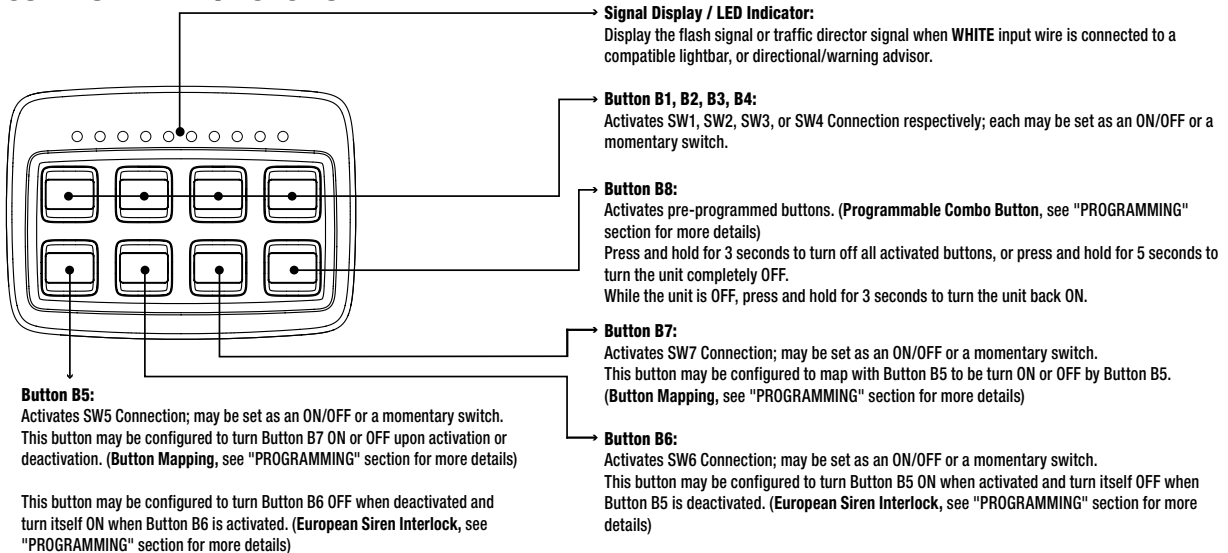 Signal Display / LED Indicator:
Display the flash signal or traffic director signal when WHITE input wire is connected to a
compatible lightbar, or directional/warning advisor.
Button B1, B2, B3, B4:
Activates SW1, SW2, SW3, or SW4 Connection respectively; each may be set as an ON/OFF or a
momentary switch.
Button B8:
Activates pre-programmed buttons. (Programmable Combo Button, see "PROGRAMMING"
section for more details)
Press and hold for 3 seconds to turn off all activated buttons, or press and hold for 5 seconds to
turn the unit completely OFF.
While the unit is OFF, press and hold for 3 seconds to turn the unit back ON.
Button B7:
Activates SW7 Connection; may be set as an ON/OFF or a momentary switch.
This button may be configured to map with Button B5 to be turn ON or OFF by Button B5.
(Button Mapping, see "PROGRAMMING" section for more details)
Button B6:
Activates SW6 Connection; may be set as an ON/OFF or a momentary switch.
This button may be configured to turn Button B5 ON when activated and turn itself OFF when
Button B5 is deactivated. (European Siren Interlock, see "PROGRAMMING" section for more
details)
Button B5:
Activates SW5 Connection; may be set as an ON/OFF or a momentary switch.
This button may be configured to turn Button B7 ON or OFF upon activation or
deactivation. (Button Mapping, see "PROGRAMMING" section for more details)
This button may be configured to turn Button B6 OFF when deactivated and
turn itself ON when Button B6 is activated. (European Siren Interlock, see
"PROGRAMMING" section for more details)